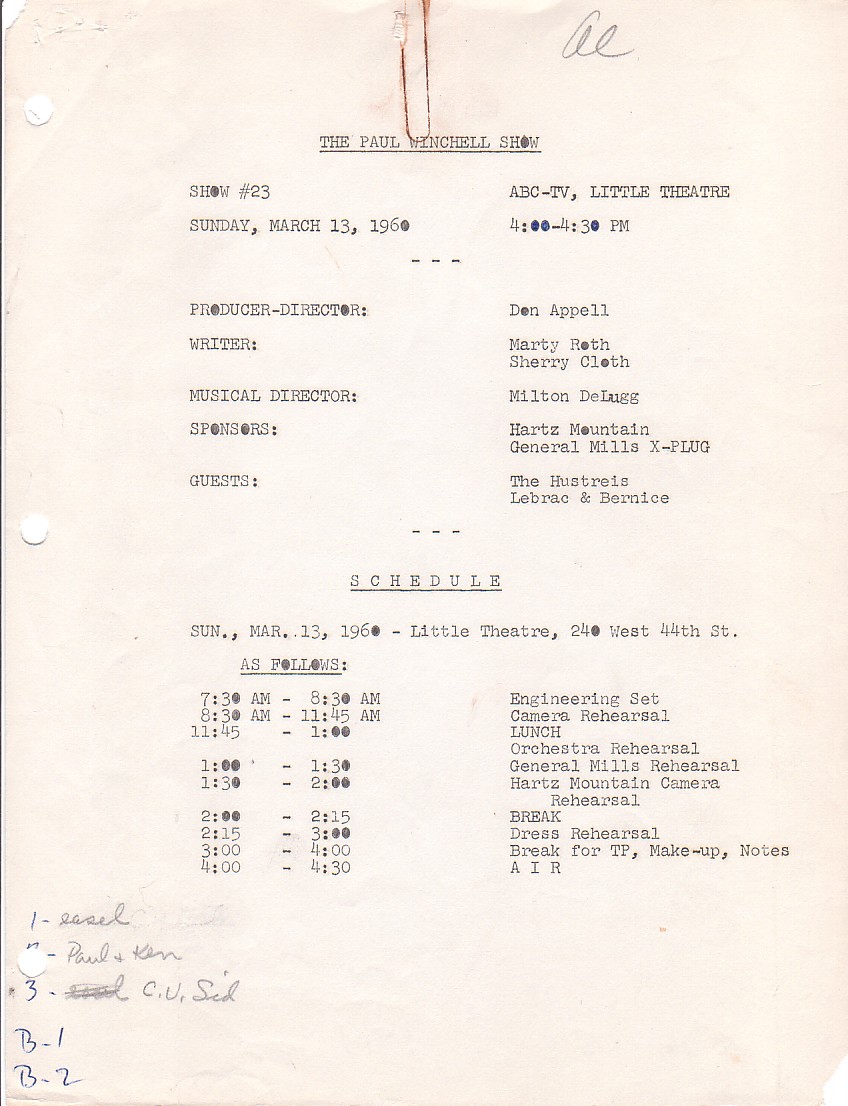 al
THE PAUL WINCHELL SHOW
SHOW #23 ABC-TV, LITTLE THEATRE
SUNDAY, MARCH 13, 1960 4:00-4:30 PM
- - -
PRODUCER-DIRECTOR: Don Appell
WRITER: Marty Roth
Sherry Cloth
MUSICAL DIRECTOR: Milton DeLugg
SPONSORS: Hartz Mountain
General Mills X-PLUG
GUESTS: The Hustreis
Lebrac & Bernice
- - -
S C H E D U L E
SUN., MAR..13, 1960 - Little Theatre, 240 West 44th St.
AS FOLLOWS:
7:30 AM - 8:30 AM Engineering Set
8:30 AM - 11:45 AM Camera Rehearsal
11:45 - 1:00 LUNCH
Orchestra Rehearsal
1:00 - 1:30 General Mills Rehearsal
1:30 - 2:00 Hartz Mountain Camera
Rehearsal
2:00 - 2:15 BREAK
2:15 - 3:00 Dress Rehearsal
3:00 - 4:00 Break for TP, Make-up, Notes
4:00 - 4:30 A I R
1- easel
- Paul + Ken
3 - C.U. Sid
B-1
B-2